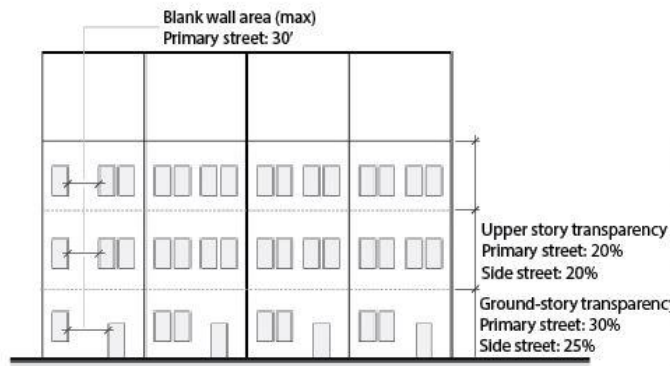 Blank wall area (max)
Primary street: 30'
Upper story transparency
Primary street: 20%
Side street: 20%
Ground-story transparency
Primary street: 30%
Side street: 25%